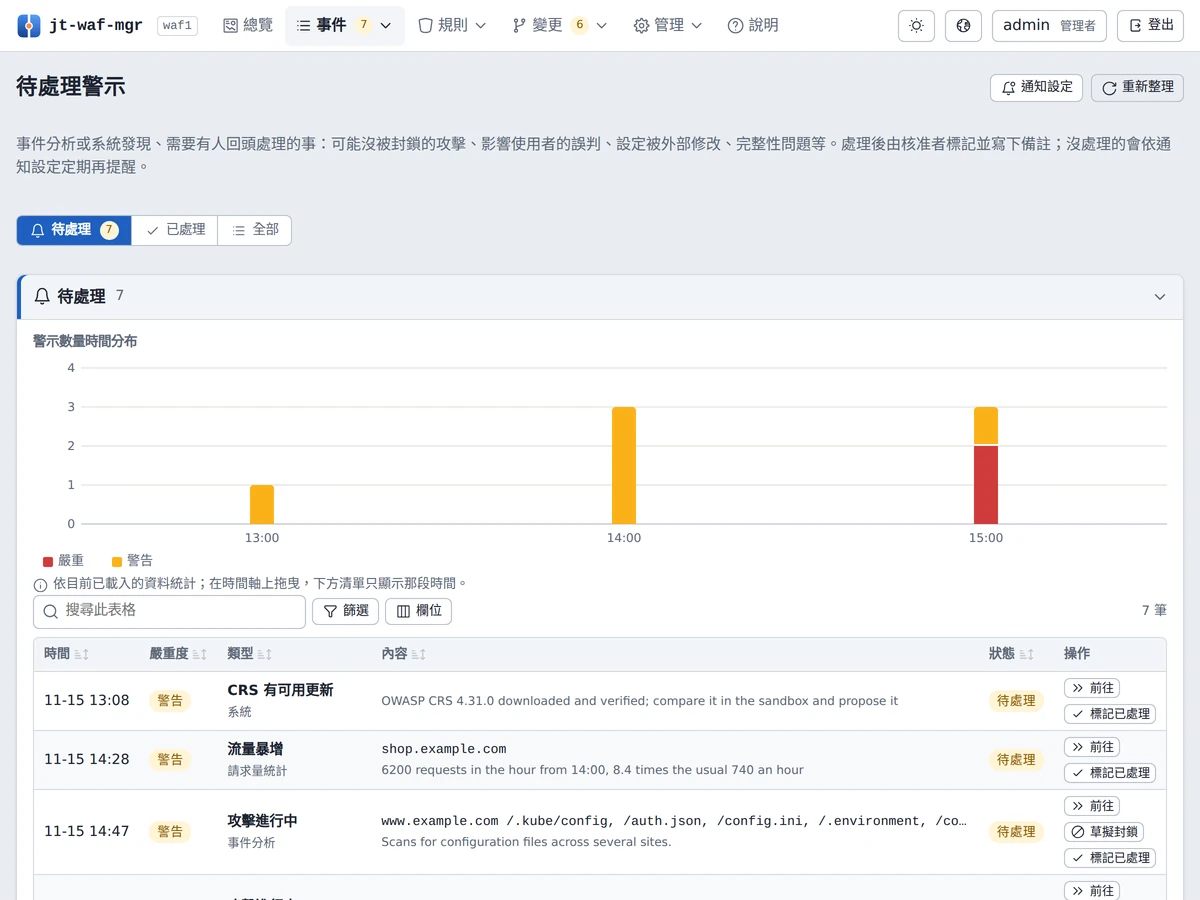 jt-waf-mgr waf1 總覽 事件 7 規則 變更 6 管理 說明 admin 管理者 登出
待處理警示
通知設定 重新整理
事件分析或系統發現、需要有人回頭處理的事：可能沒被封鎖的攻擊、影響使用者的誤判、設定被外部修改、完整性問題等。處理後由核准者標記並寫下備註；沒處理的會依通
知設定定期再提醒。
待處理 7 已處理 全部
待處理 7
警示數量時間分布
4
3
2
1
0
13:00 14:00 15:00
嚴重 警告
依目前已載入的資料統計；在時間軸上拖曳，下方清單只顯示那段時間。
搜尋此表格 篩選 欄位 7 筆
時間 嚴重度 類型 內容 狀態 操作
11-15 13:08 警告 CRS 有可用更新 系統 OWASP CRS 4.31.0 downloaded and verified; compare it in the sandbox and propose it 待處理 前往 標記已處理
11-15 14:28 警告 流量暴增 請求量統計 shop.example.com 6200 requests in the hour from 14:00, 8.4 times the usual 740 an hour 待處理 前往 標記已處理
11-15 14:47 警告 攻擊進行中 事件分析 www.example.com /.kube/config, /auth.json, /config.ini, /.environment, /co… Scans for configuration files across several sites. 待處理 前往 草擬封鎖 標記已處理
前往